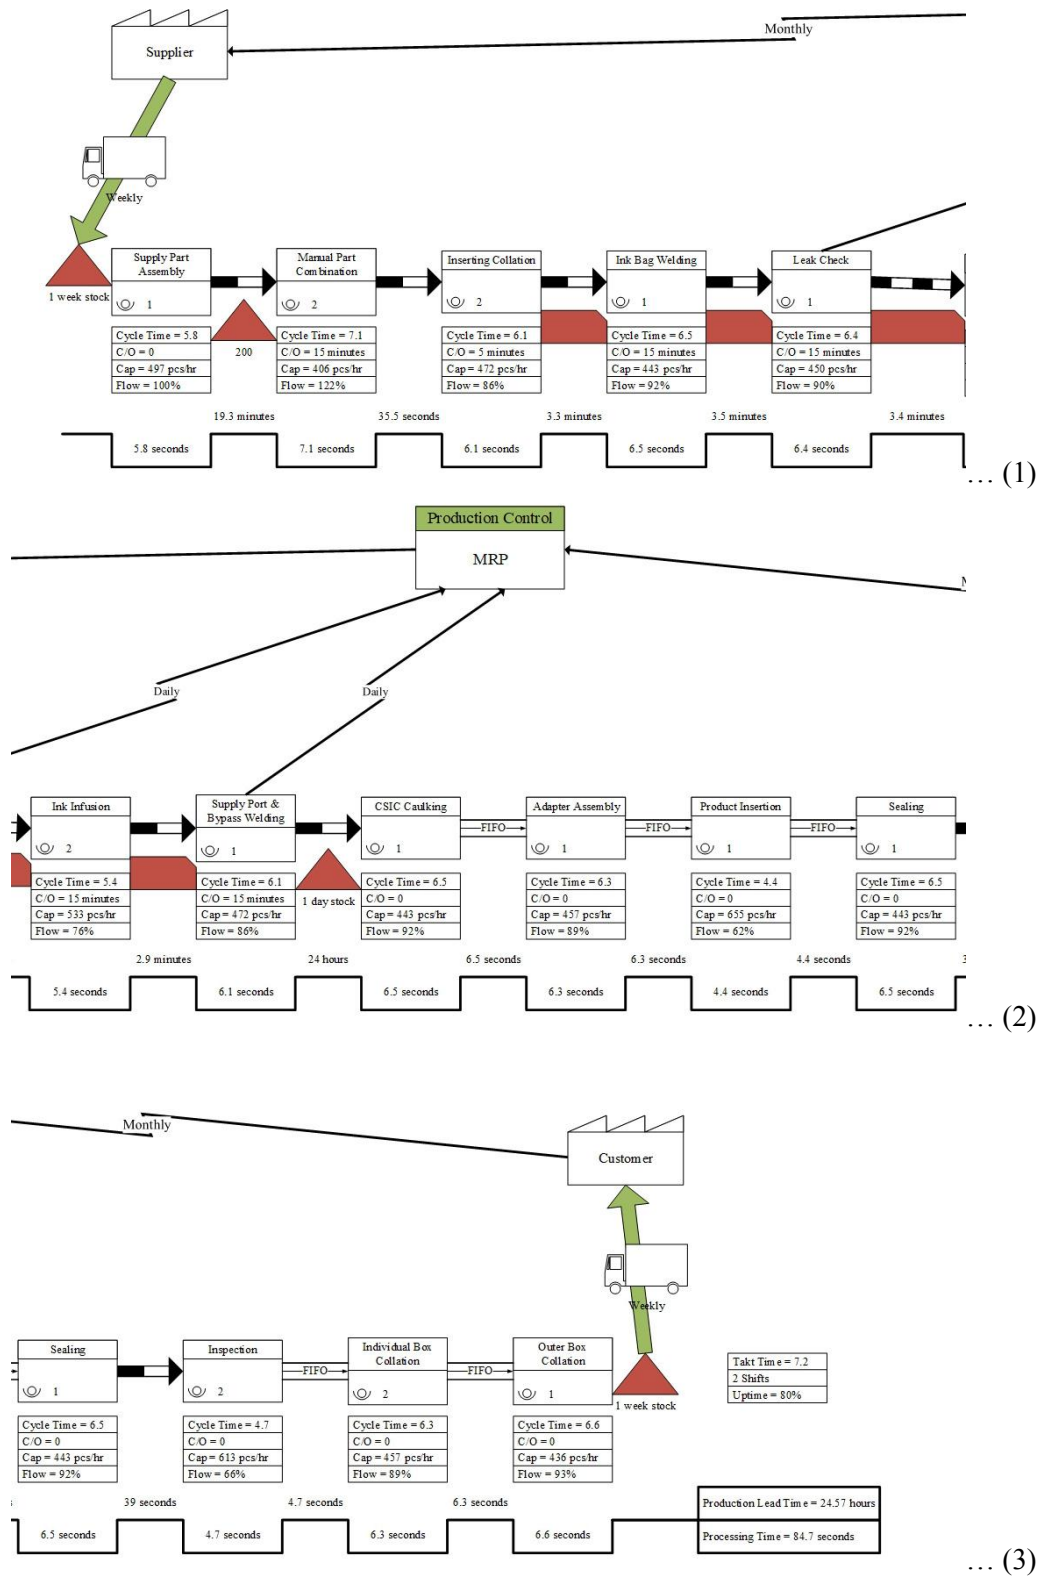 Monthly
Supplier
Weekly
1 week stock
Supply Part
Assembly
1
Cycle Time = 5.8
C/O = 0
Cap = 497 pcs/hr
Flow = 100%
200
Manual Part
Combination
2
Cycle Time = 7.1
C/O = 15 minutes
Cap = 406 pcs/hr
Flow = 122%
Inserting Collation
2
Cycle Time = 6.1
C/O = 5 minutes
Cap = 472 pcs/hr
Flow = 86%
Ink Bag Welding
1
Cycle Time = 6.5
C/O = 15 minutes
Cap = 443 pcs/hr
Flow = 92%
Leak Check
1
Cycle Time = 6.4
C/O = 15 minutes
Cap = 450 pcs/hr
Flow = 90%
19.3 minutes 35.5 seconds 3.3 minutes 3.5 minutes 3.4 minutes
5.8 seconds 7.1 seconds 6.1 seconds 6.5 seconds 6.4 seconds
… (1)
Production Control
MRP
Daily
Daily
Ink Infusion
2
Cycle Time = 5.4
C/O = 15 minutes
Cap = 533 pcs/hr
Flow = 76%
Supply Port &
Bypass Welding
1
Cycle Time = 6.1
C/O = 15 minutes
Cap = 472 pcs/hr
Flow = 86%
1 day stock
CSIC Caulking
1
Cycle Time = 6.5
C/O = 0
Cap = 443 pcs/hr
Flow = 92%
FIFO
Adapter Assembly
1
Cycle Time = 6.3
C/O = 0
Cap = 457 pcs/hr
Flow = 89%
FIFO
Product Insertion
1
Cycle Time = 4.4
C/O = 0
Cap = 655 pcs/hr
Flow = 62%
FIFO
Sealing
1
Cycle Time = 6.5
C/O = 0
Cap = 443 pcs/hr
Flow = 92%
2.9 minutes 24 hours 6.5 seconds 6.3 seconds 4.4 seconds
5.4 seconds 6.1 seconds 6.5 seconds 6.3 seconds 4.4 seconds 6.5 seconds
… (2)
Monthly
Customer
Weekly
1 week stock
Sealing
1
Cycle Time = 6.5
C/O = 0
Cap = 443 pcs/hr
Flow = 92%
Inspection
2
Cycle Time = 4.7
C/O = 0
Cap = 613 pcs/hr
Flow = 66%
FIFO
Individual Box
Collation
2
Cycle Time = 6.3
C/O = 0
Cap = 457 pcs/hr
Flow = 89%
FIFO
Outer Box
Collation
1
Cycle Time = 6.6
C/O = 0
Cap = 436 pcs/hr
Flow = 93%
Takt Time = 7.2
2 Shifts
Uptime = 80%
39 seconds 4.7 seconds 6.3 seconds
6.5 seconds 4.7 seconds 6.3 seconds 6.6 seconds
Production Lead Time = 24.57 hours
Processing Time = 84.7 seconds
… (3)